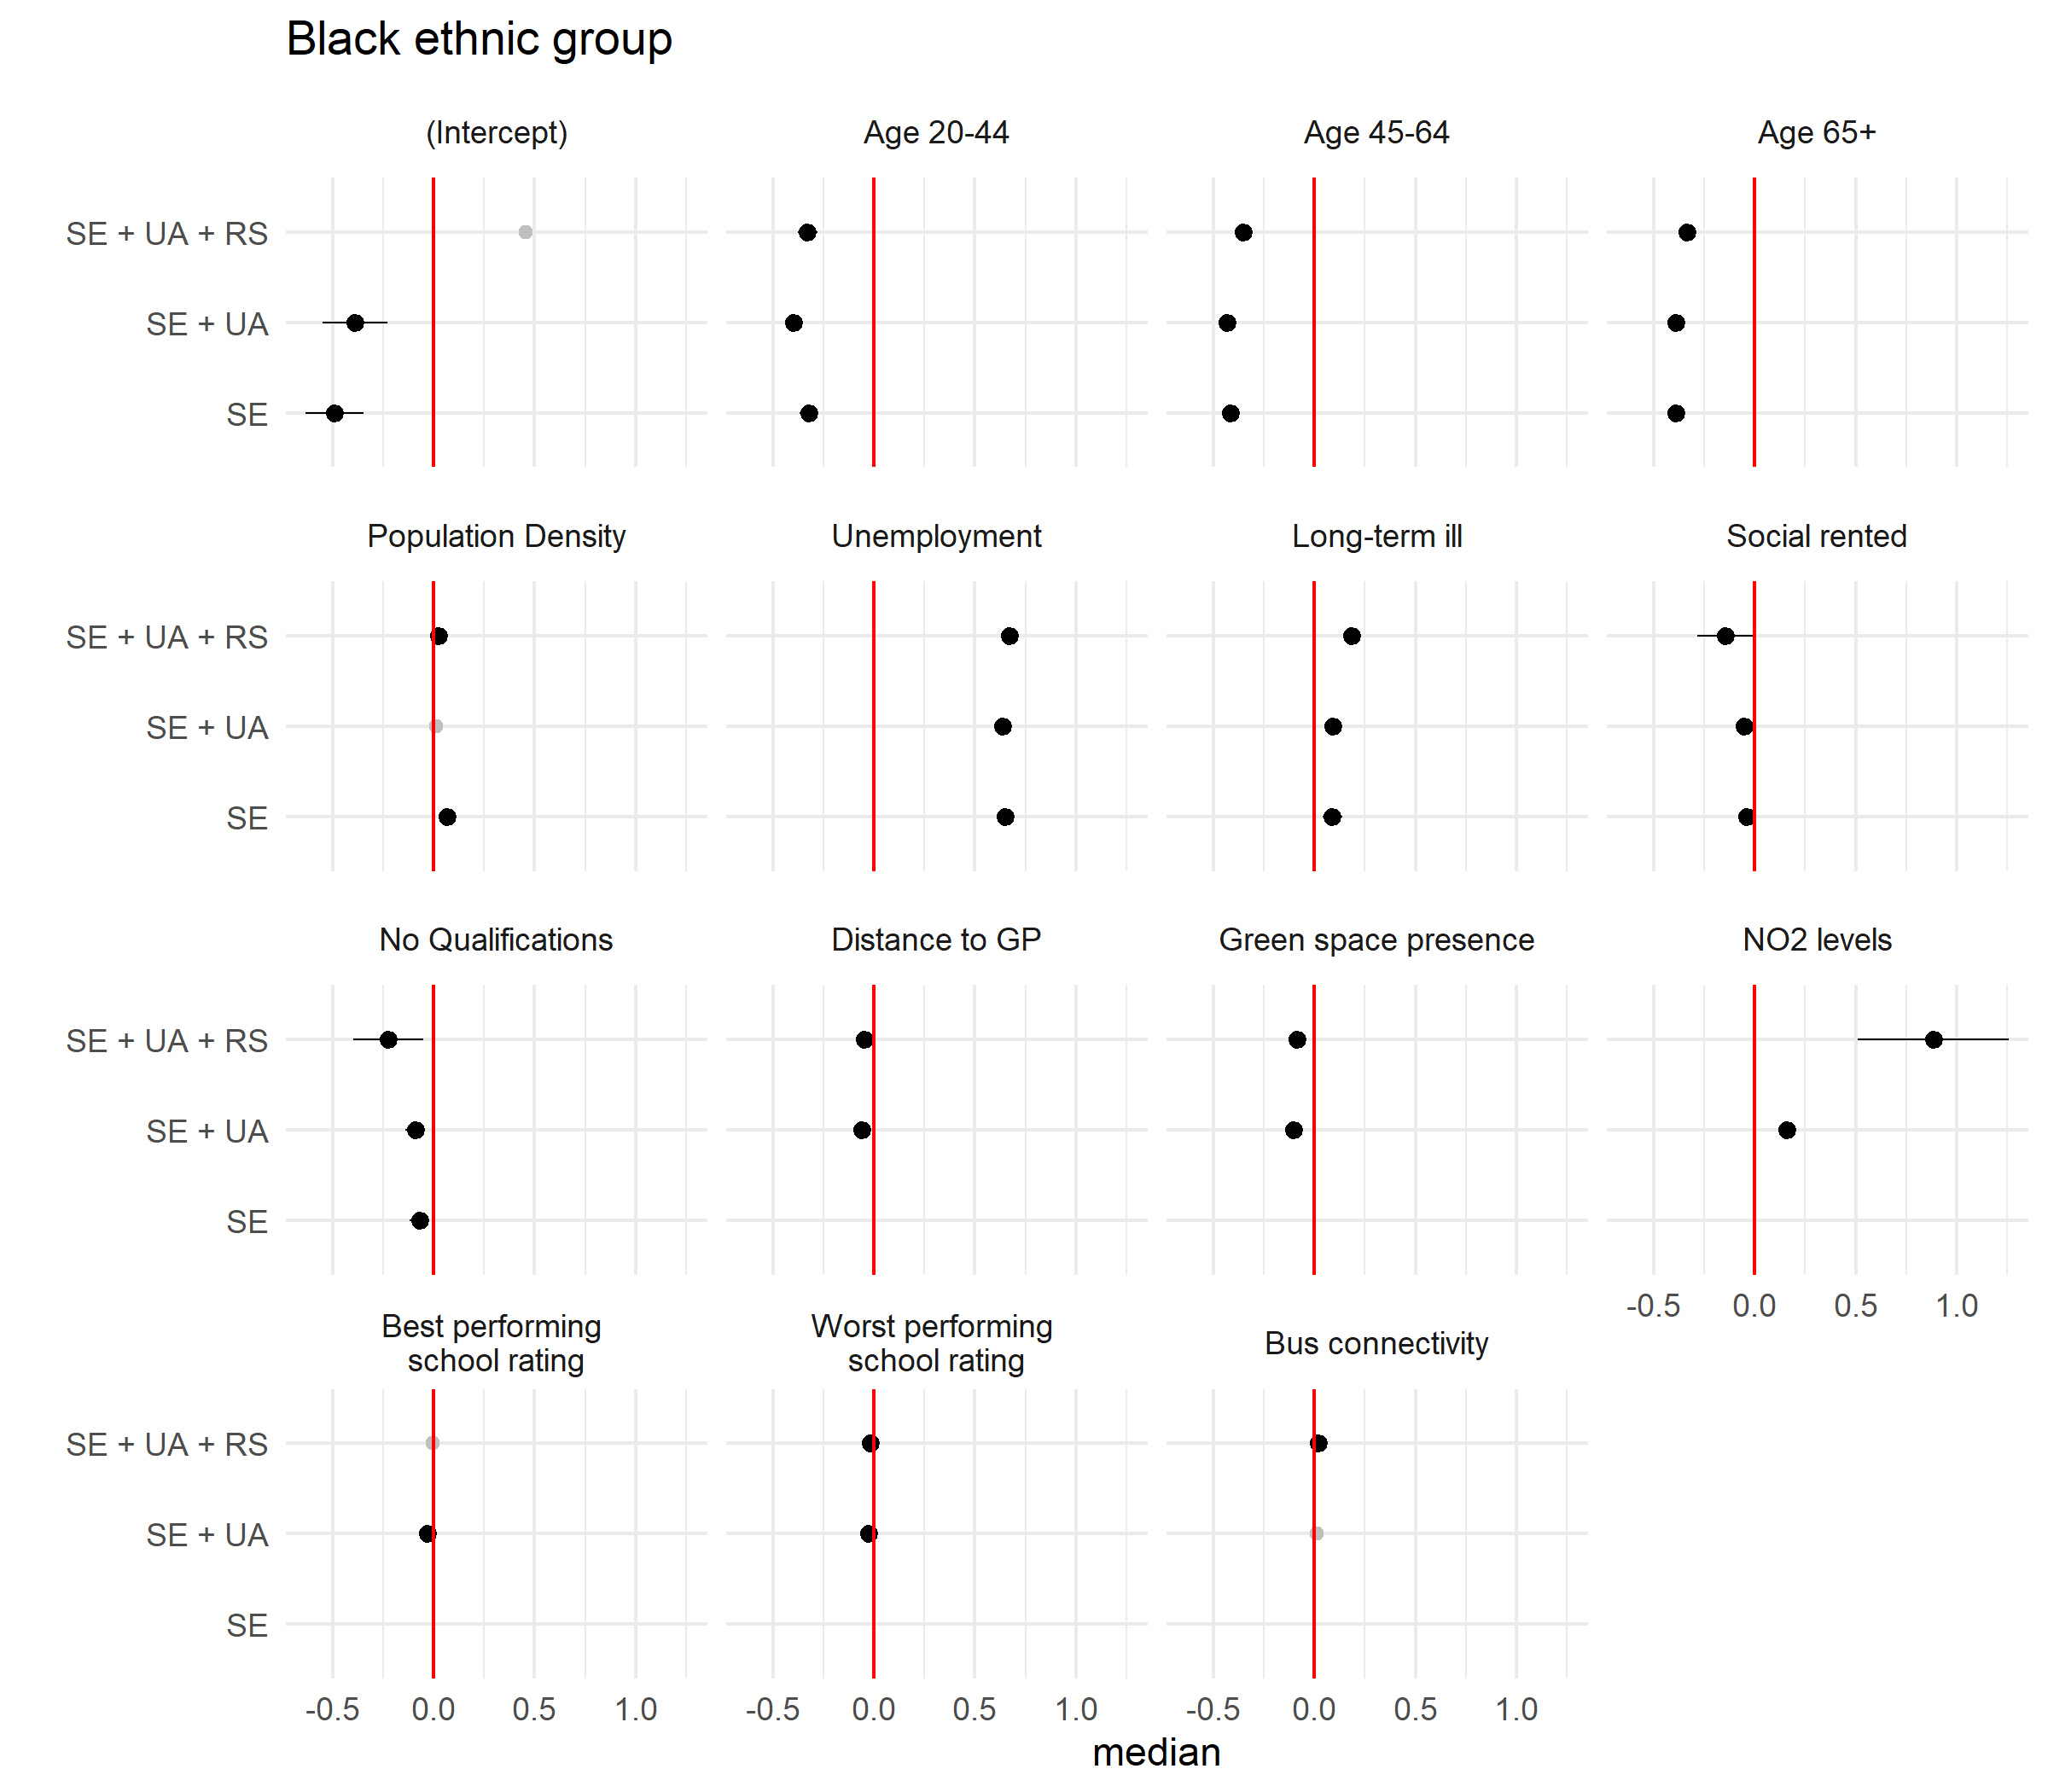 Black ethnic group
(Intercept)
Age 20-44
Age 45-64
Age 65+
SE + UA + RS
SE + UA
SE
Population Density
Unemployment
Long-term ill
Social rented
SE + UA + RS
SE + UA
SE
No Qualifications
Distance to GP
Green space presence
NO2 levels
SE + UA + RS
SE + UA
SE
-0.5 0.0 0.5 1.0
Best performing
school rating
Worst performing
school rating
Bus connectivity
SE + UA + RS
SE + UA
SE
-0.5 0.0 0.5 1.0
-0.5 0.0 0.5 1.0
-0.5 0.0 0.5 1.0
median